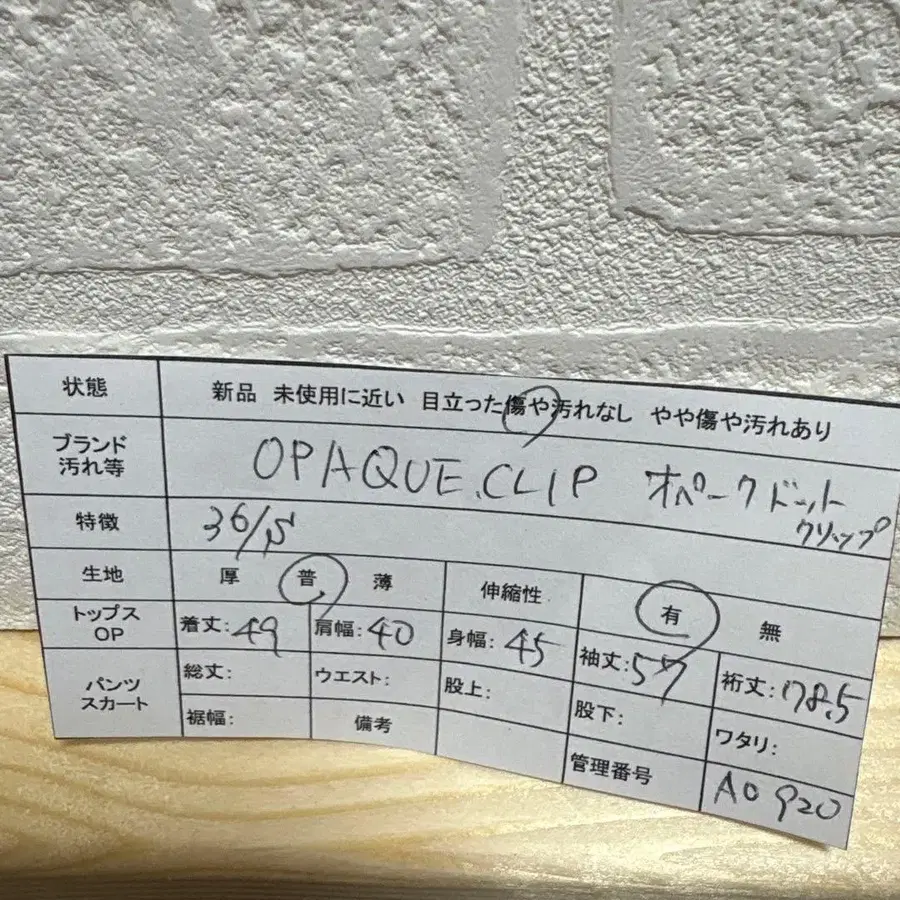 状態 新品 未使用に近い 目立った傷や汚れなし やや傷や汚れあり
ブランド
汚れ等
OPAQUE.CLIP オペークドット
クリップ
特徴 36/S
生地 厚 普 薄 伸縮性 有 無
トップス
OP
着丈:49 肩幅:40 身幅:45 袖丈:57 裄丈:78.5
パンツ
スカート
総丈: ウエスト: 股上: 股下: ワタリ:
裾幅: 備考 管理番号 A0920